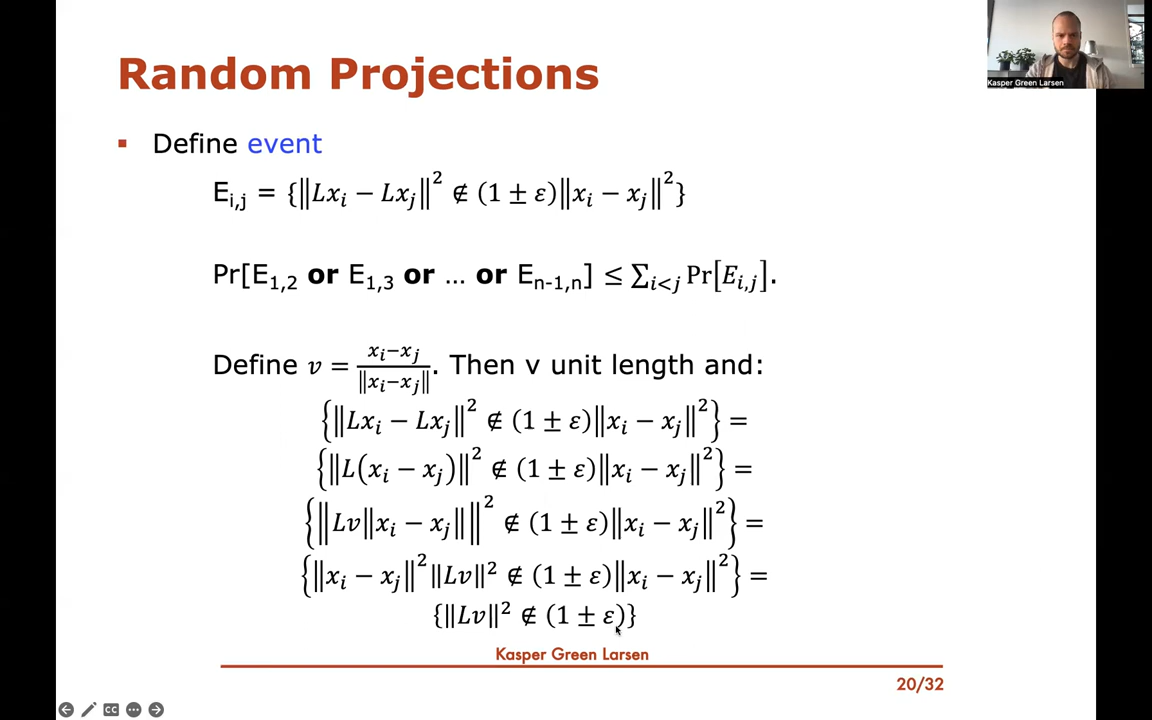 Random Projections
Kasper Green Larsen
▪ Define event
E_{i,j} = {‖Lx_i − Lx_j‖² ∉ (1 ± ε)‖x_i − x_j‖²}
Pr[E_{1,2} or E_{1,3} or … or E_{n-1,n}] ≤ ∑_{i<j} Pr[E_{i,j}].
Define v = (x_i−x_j)/‖x_i−x_j‖. Then v unit length and:
{‖Lx_i − Lx_j‖² ∉ (1 ± ε)‖x_i − x_j‖²} =
{‖L(x_i − x_j)‖² ∉ (1 ± ε)‖x_i − x_j‖²} =
{‖Lv‖x_i − x_j‖‖² ∉ (1 ± ε)‖x_i − x_j‖²} =
{‖x_i − x_j‖²‖Lv‖² ∉ (1 ± ε)‖x_i − x_j‖²} =
{‖Lv‖² ∉ (1 ± ε)}
Kasper Green Larsen
20/32
CC